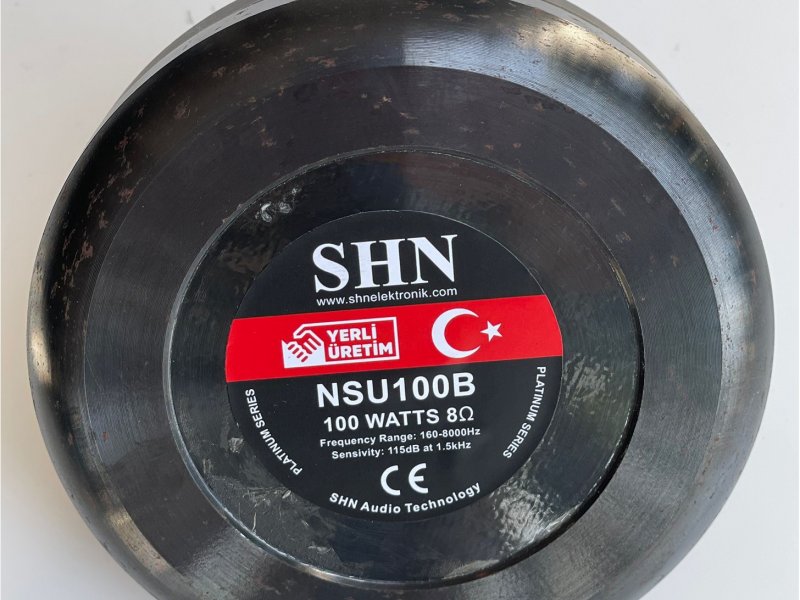 SHN
www.shnelektronik.com
YERLİ
ÜRETİM
NSU100B
100 WATTS 8Ω
Frequency Range: 160-8000Hz
Sensivity: 115dB at 1.5kHz
CE
PLATINUM SERIES
PLATINUM SERIES
SHN Audio Technology